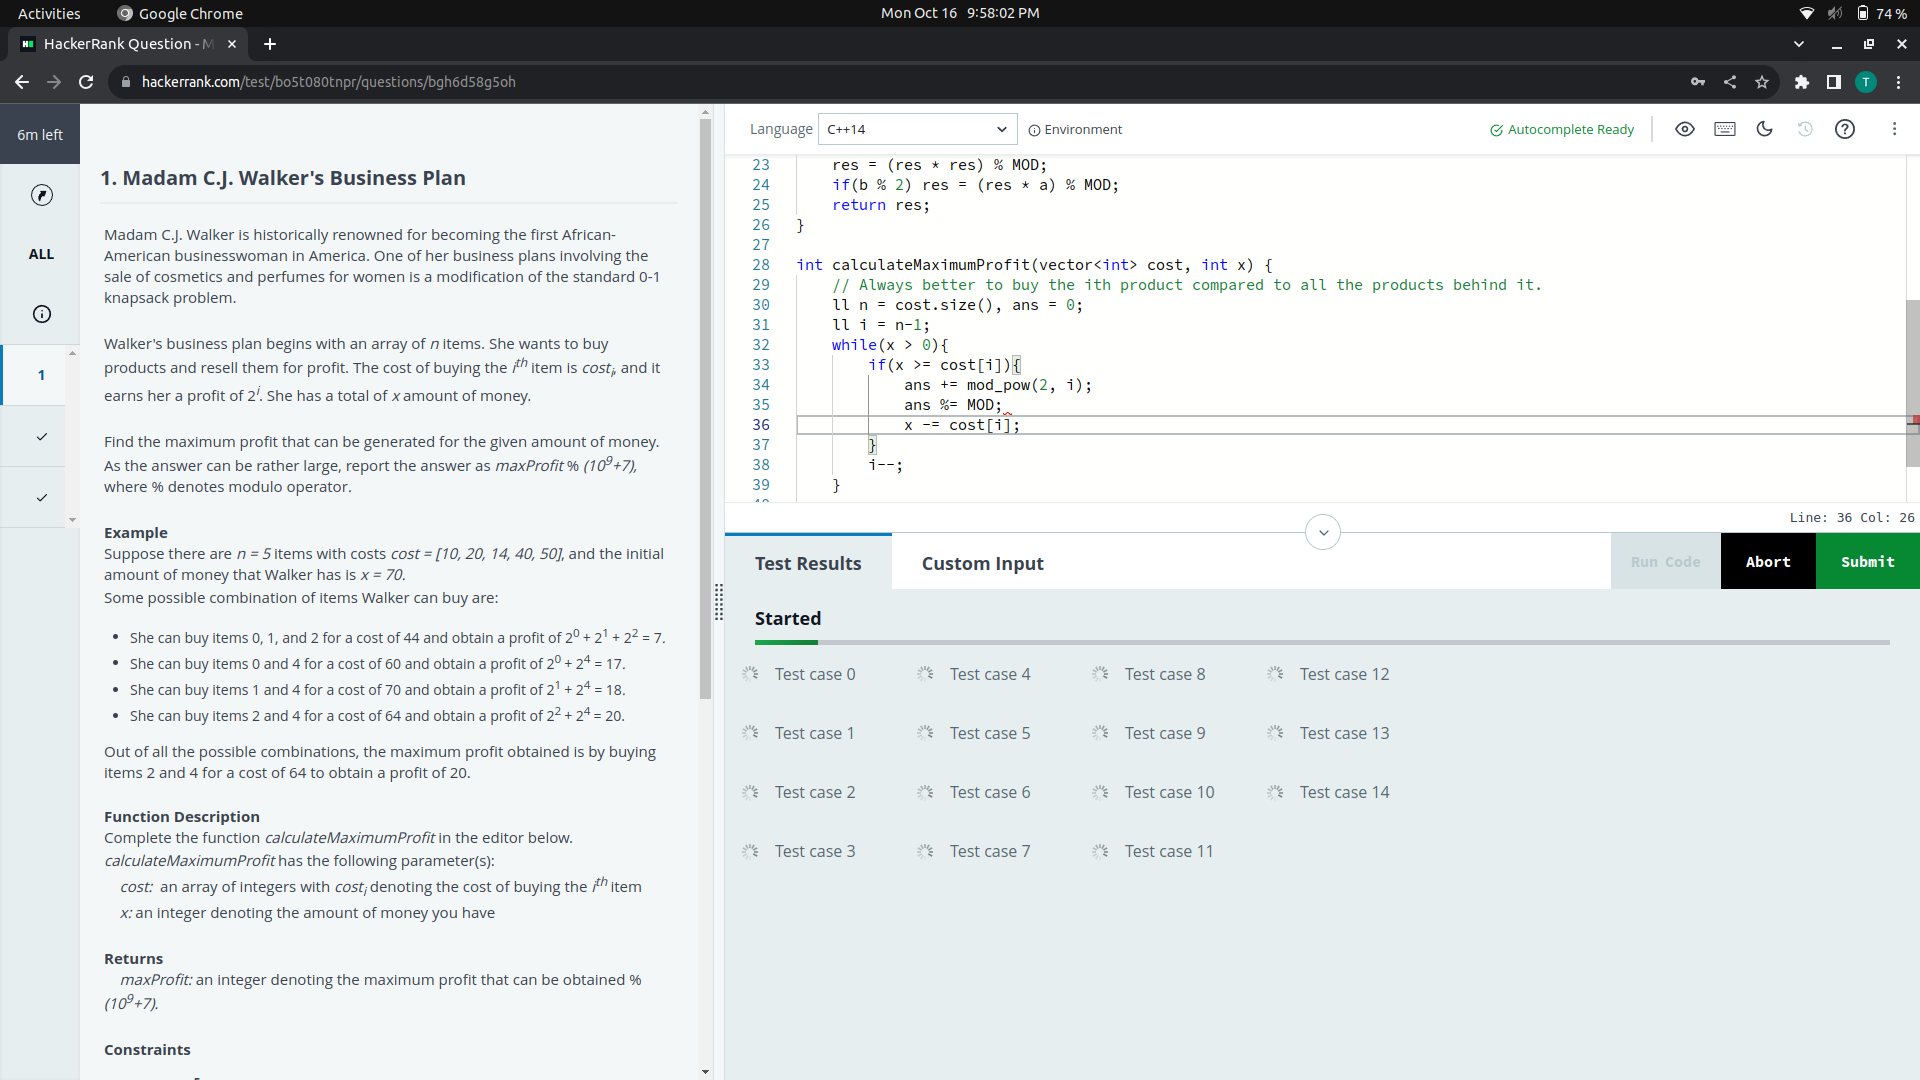 Activities
Google Chrome
Mon Oct 16 9:58:02 PM
74 %
HackerRank Question - M
hackerrank.com/test/bo5t080tnpr/questions/bgh6d58g5oh
T
6m left
ALL
1
1. Madam C.J. Walker's Business Plan
Madam C.J. Walker is historically renowned for becoming the first African-
American businesswoman in America. One of her business plans involving the
sale of cosmetics and perfumes for women is a modification of the standard 0-1
knapsack problem.
Walker's business plan begins with an array of n items. She wants to buy
products and resell them for profit. The cost of buying the i^th item is cost_i, and it
earns her a profit of 2^i. She has a total of x amount of money.
Find the maximum profit that can be generated for the given amount of money.
As the answer can be rather large, report the answer as maxProfit % (10^9+7),
where % denotes modulo operator.
Example
Suppose there are n = 5 items with costs cost = [10, 20, 14, 40, 50], and the initial
amount of money that Walker has is x = 70.
Some possible combination of items Walker can buy are:
• She can buy items 0, 1, and 2 for a cost of 44 and obtain a profit of 2^0 + 2^1 + 2^2 = 7.
• She can buy items 0 and 4 for a cost of 60 and obtain a profit of 2^0 + 2^4 = 17.
• She can buy items 1 and 4 for a cost of 70 and obtain a profit of 2^1 + 2^4 = 18.
• She can buy items 2 and 4 for a cost of 64 and obtain a profit of 2^2 + 2^4 = 20.
Out of all the possible combinations, the maximum profit obtained is by buying
items 2 and 4 for a cost of 64 to obtain a profit of 20.
Function Description
Complete the function calculateMaximumProfit in the editor below.
calculateMaximumProfit has the following parameter(s):
cost: an array of integers with cost_i denoting the cost of buying the i^th item
x: an integer denoting the amount of money you have
Returns
maxProfit: an integer denoting the maximum profit that can be obtained %
(10^9+7).
Constraints
Language
C++14
Environment
Autocomplete Ready
23 res = (res * res) % MOD;
24 if(b % 2) res = (res * a) % MOD;
25 return res;
26 }
27
28 int calculateMaximumProfit(vector<int> cost, int x) {
29 // Always better to buy the ith product compared to all the products behind it.
30 ll n = cost.size(), ans = 0;
31 ll i = n-1;
32 while(x > 0){
33 if(x >= cost[i]){
34 ans += mod_pow(2, i);
35 ans %= MOD;
36 x -= cost[i];
37 }
38 i--;
39 }
Line: 36 Col: 26
Test Results
Custom Input
Run Code
Abort
Submit
Started
Test case 0
Test case 4
Test case 8
Test case 12
Test case 1
Test case 5
Test case 9
Test case 13
Test case 2
Test case 6
Test case 10
Test case 14
Test case 3
Test case 7
Test case 11